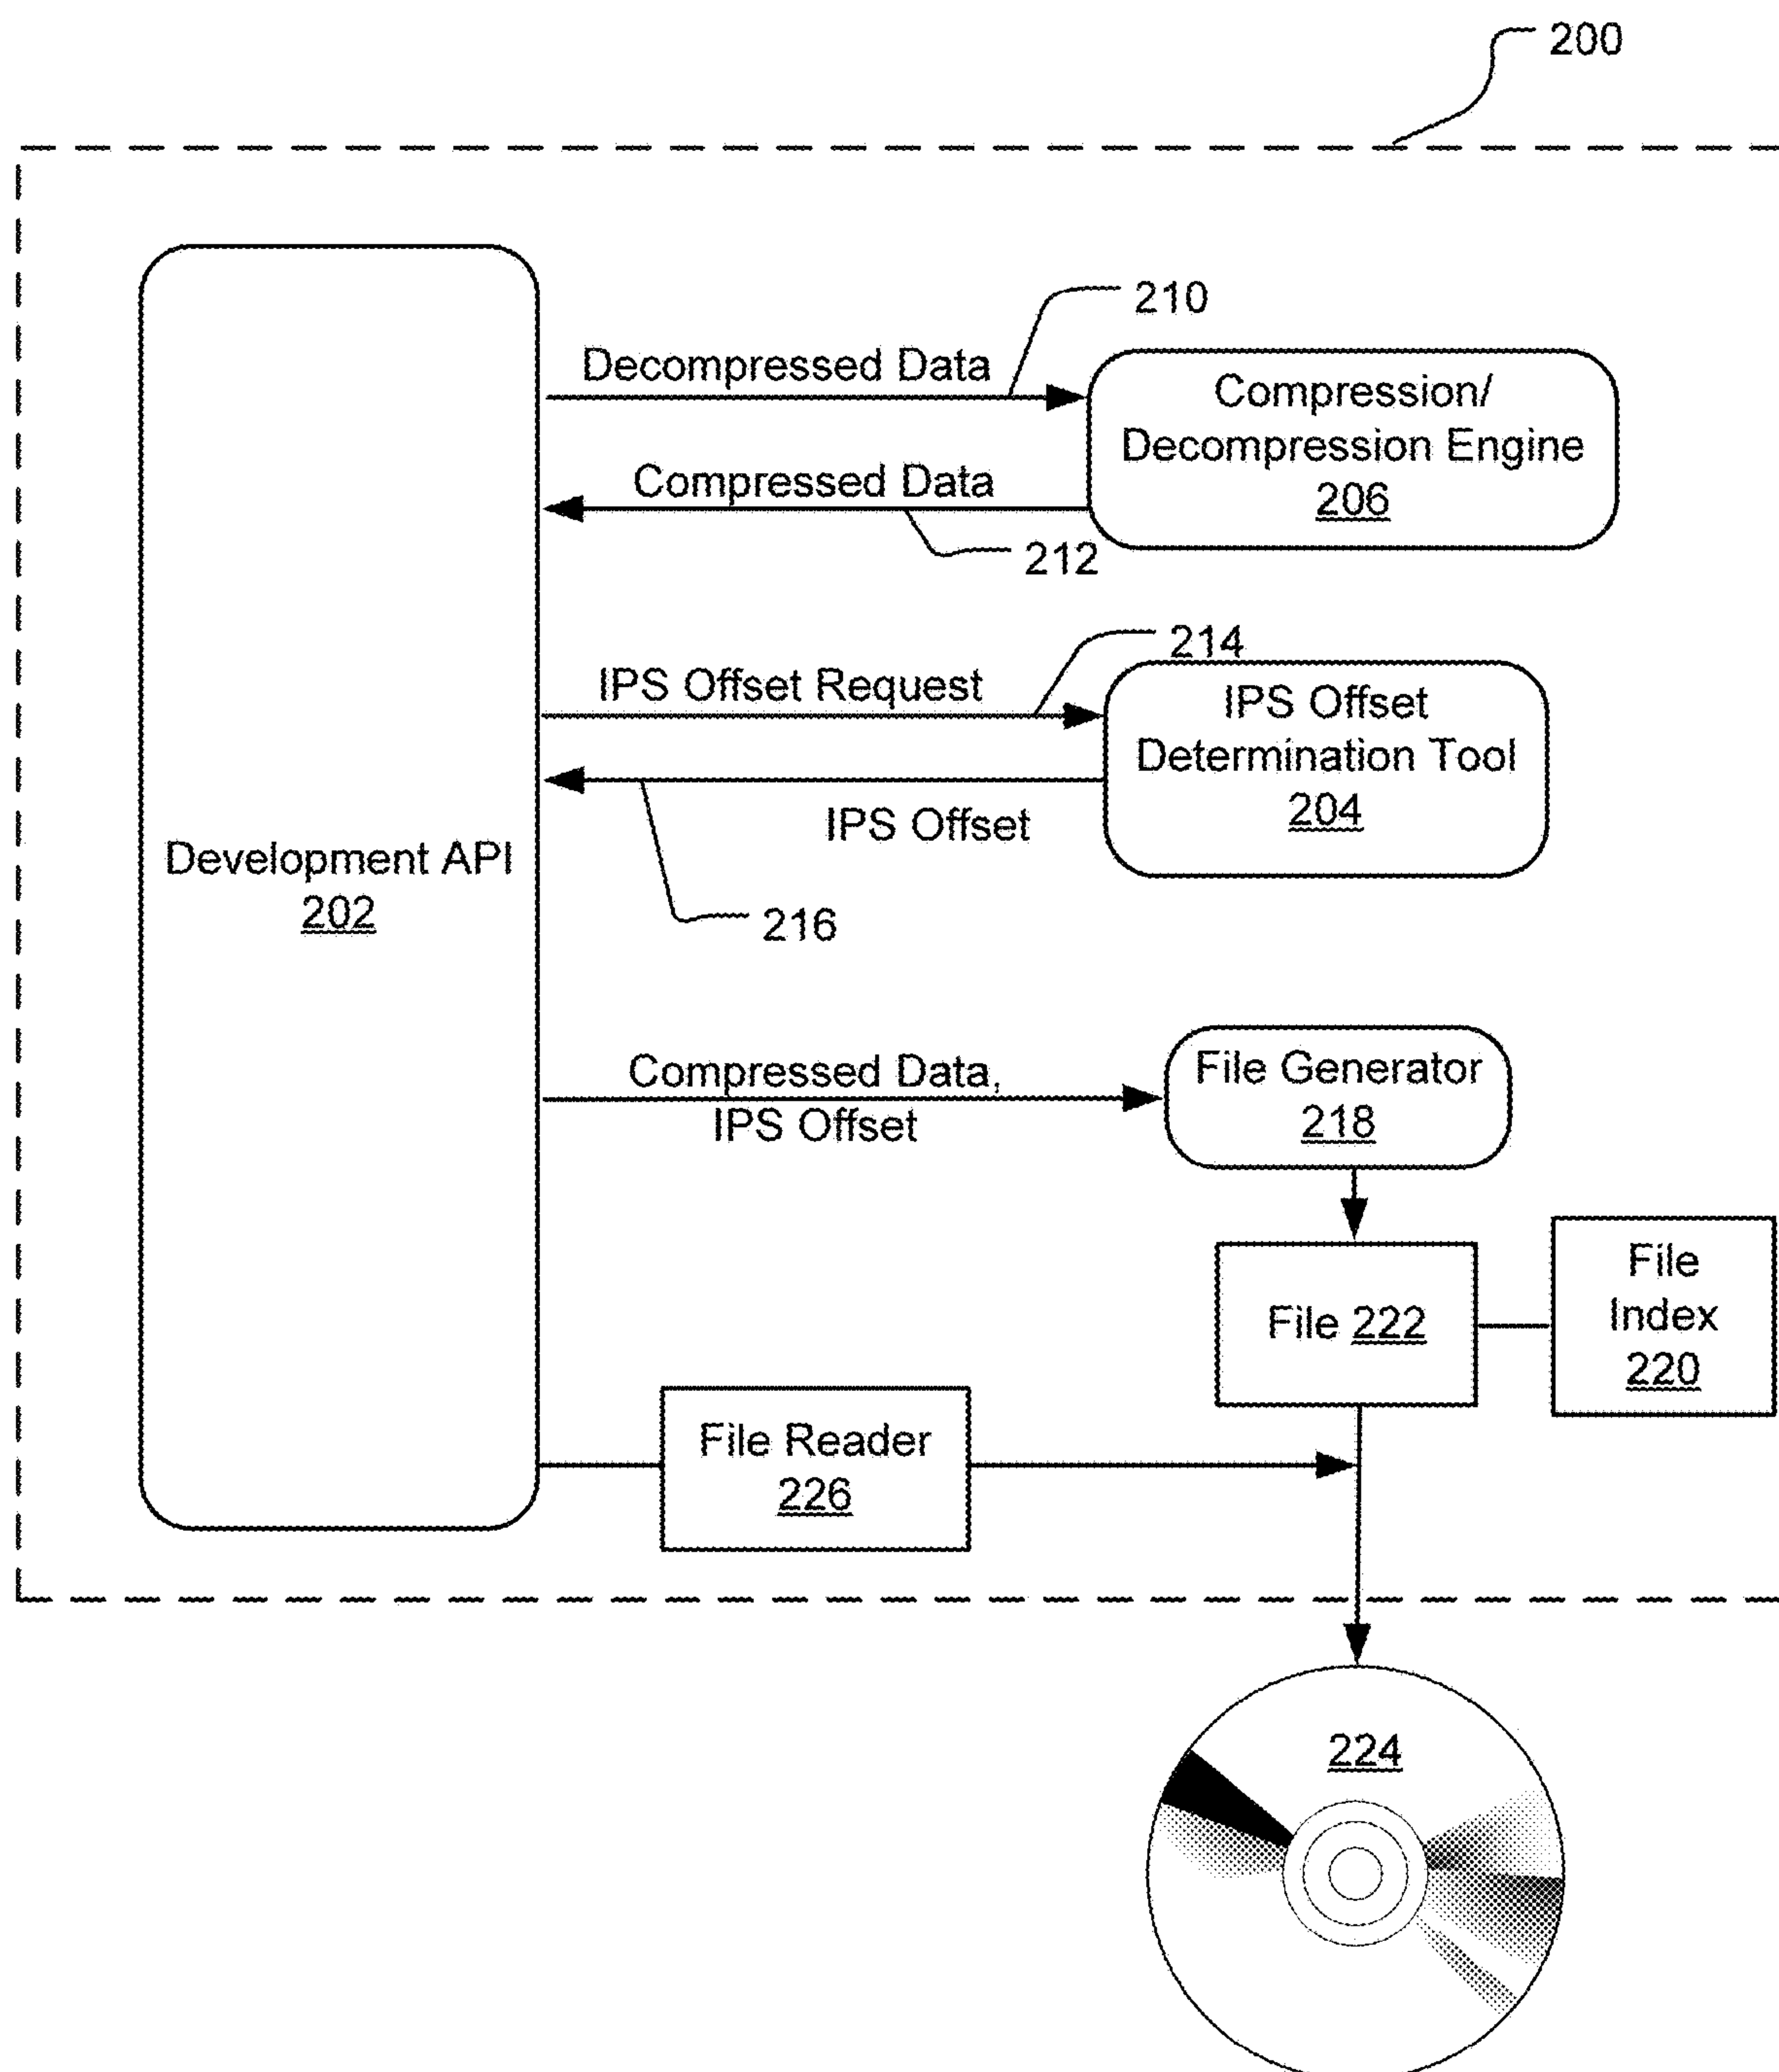 200
210
Decompressed Data
Compression/
Decompression Engine
206
Compressed Data
212
214
IPS Offset Request
IPS Offset
Determination Tool
204
IPS Offset
216
Development API
202
Compressed Data,
IPS Offset
File Generator
218
File 222
File
Index
220
File Reader
226
224